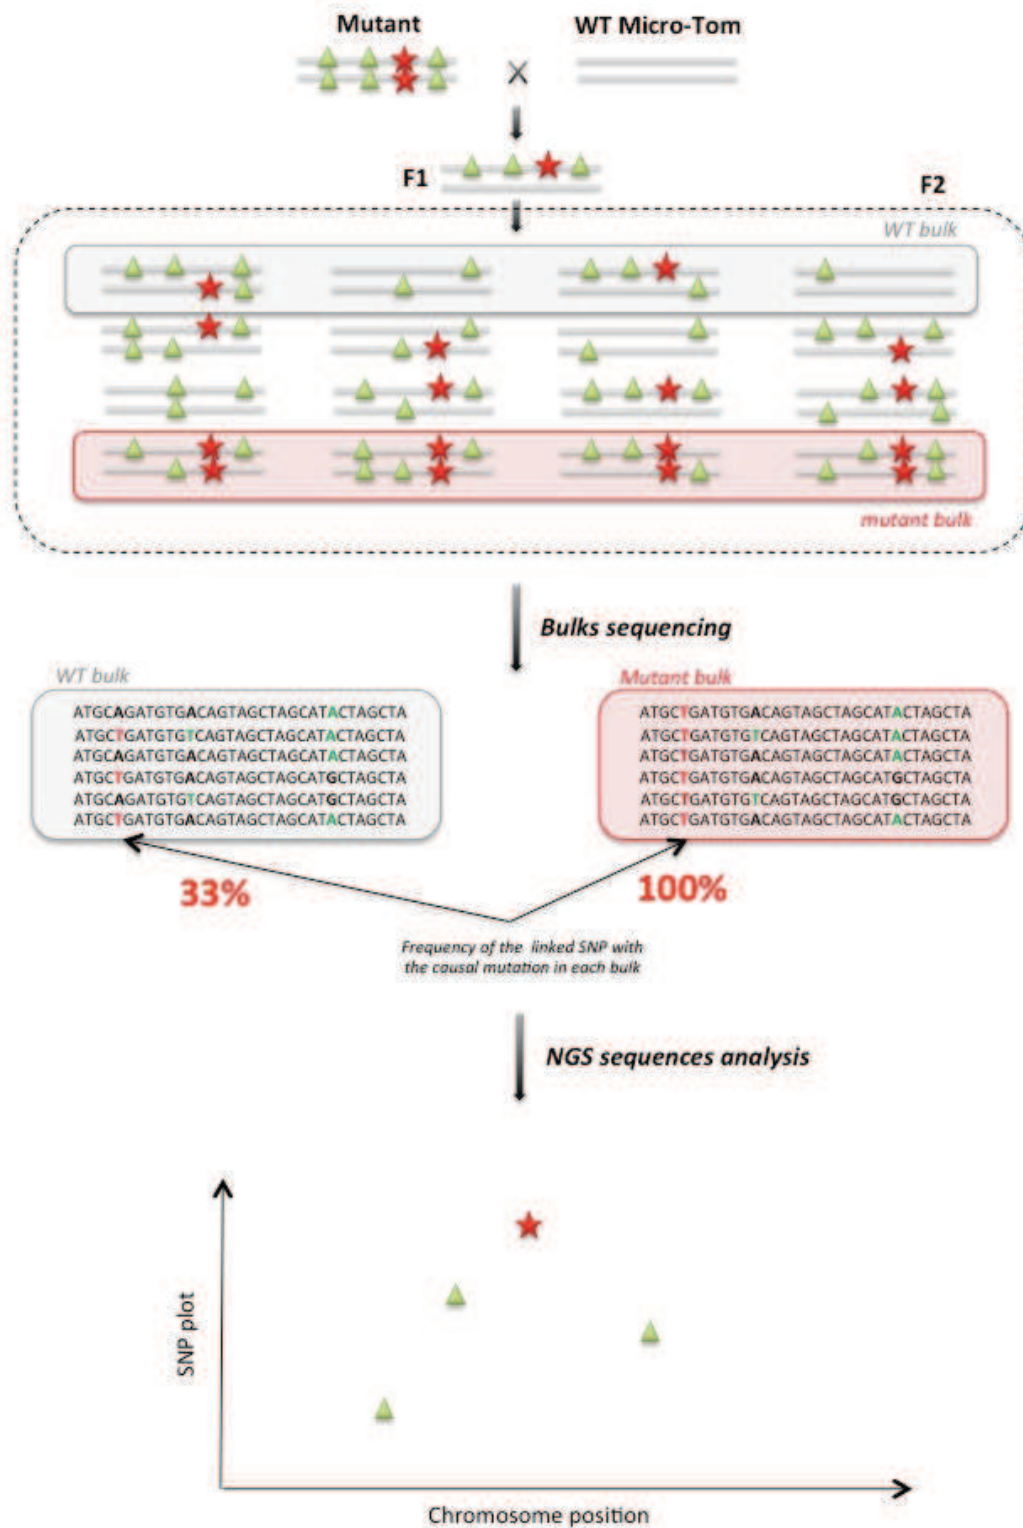 Mutant
WT Micro-Tom
X
F1
F2
WT bulk
mutant bulk
Bulks sequencing
WT bulk
ATGCAGATGTGACAGTAGCTAGCATACTAGCTA
ATGCTGATGTGTCAGTAGCTAGCATACTAGCTA
ATGCAGATGTGACAGTAGCTAGCATACTAGCTA
ATGCTGATGTGACAGTAGCTAGCATGCTAGCTA
ATGCAGATGTGTCAGTAGCTAGCATGCTAGCTA
ATGCTGATGTGACAGTAGCTAGCATACTAGCTA
Mutant bulk
ATGCTGATGTGACAGTAGCTAGCATACTAGCTA
ATGCTGATGTGTCAGTAGCTAGCATACTAGCTA
ATGCTGATGTGACAGTAGCTAGCATACTAGCTA
ATGCTGATGTGACAGTAGCTAGCATGCTAGCTA
ATGCTGATGTGTCAGTAGCTAGCATGCTAGCTA
ATGCTGATGTGACAGTAGCTAGCATACTAGCTA
33%
100%
Frequency of the linked SNP with
the causal mutation in each bulk
NGS sequences analysis
SNP plot
Chromosome position